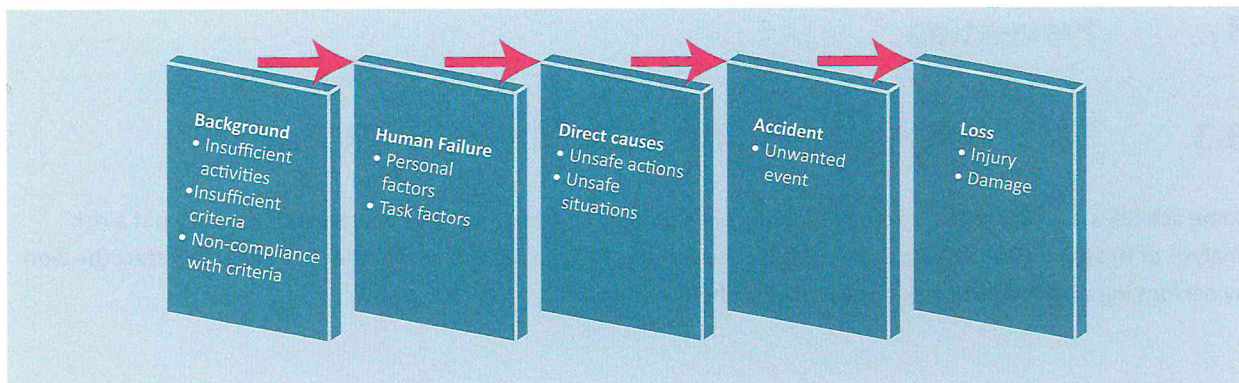 Background
• Insufficient
activities
• Insufficient
criteria
• Non-compliance
with criteria
Human Failure
• Personal
factors
• Task factors
Direct causes
• Unsafe actions
• Unsafe
situations
Accident
• Unwanted
event
Loss
• Injury
• Damage